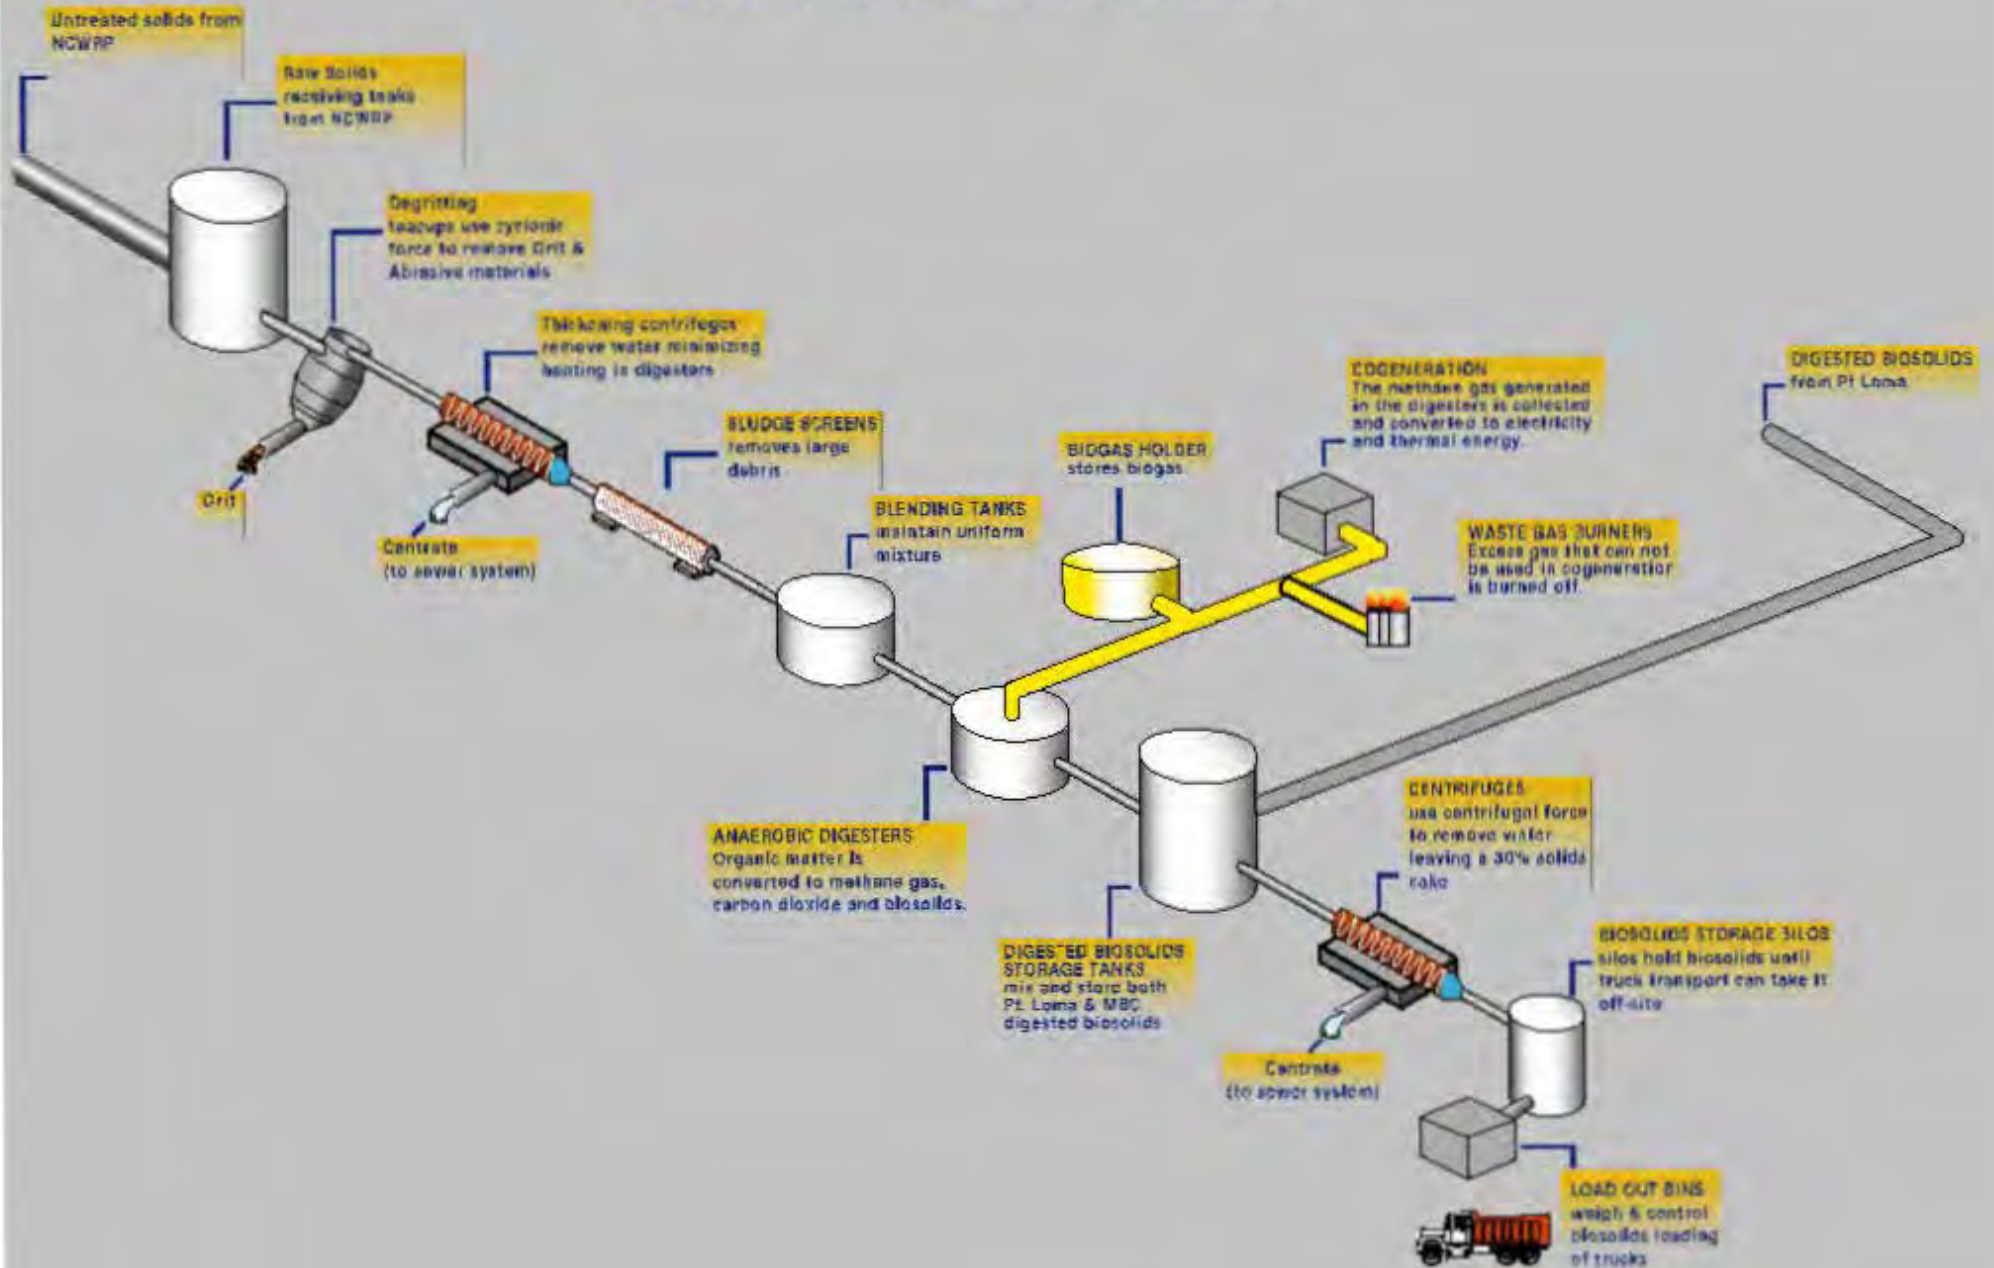 Untreated solids from
NCWRP
Raw Solids
receiving tanks
from NCWRP
Degritting
teacups use cyclonic
force to remove Grit &
Abrasive materials
Grit
Thickening centrifuges
remove water minimizing
heating in digesters
Centrate
(to sewer system)
SLUDGE SCREENS
removes large
debris
BLENDING TANKS
maintain uniform
mixture
BIOGAS HOLDER
stores biogas
COGENERATION
The methane gas generated
in the digesters is collected
and converted to electricity
and thermal energy.
WASTE GAS BURNERS
Excess gas that can not
be used in cogeneration
is burned off
DIGESTED BIOSOLIDS
from Pt Loma
ANAEROBIC DIGESTERS
Organic matter is
converted to methane gas,
carbon dioxide and biosolids.
DIGESTED BIOSOLIDS
STORAGE TANKS
mix and store both
Pt. Loma & MBC
digested biosolids
CENTRIFUGES
use centrifugal force
to remove water
leaving a 30% solids
cake
Centrate
(to sewer system)
BIOSOLIDS STORAGE SILOS
silos hold biosolids until
truck transport can take it
off-site
LOAD OUT BINS
weigh & control
biosolids loading
of trucks